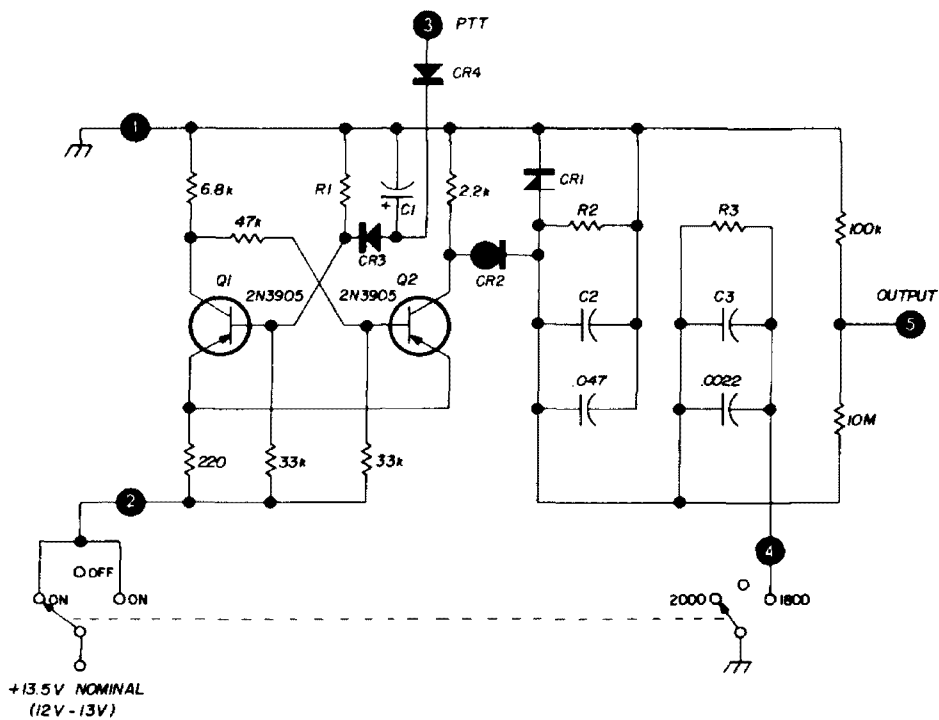 3 PTT
CR4
1
6.8k
R1
C1
+
2.2k
CR1
47k
CR3
R2
R3
100k
Q1
2N3905
2N3905
Q2
CR2
C2
C3
OUTPUT
5
.047
.0022
10M
220
33k
33k
2
OFF
ON
ON
4
2000
1800
+13.5V NOMINAL
(12V - 13V)